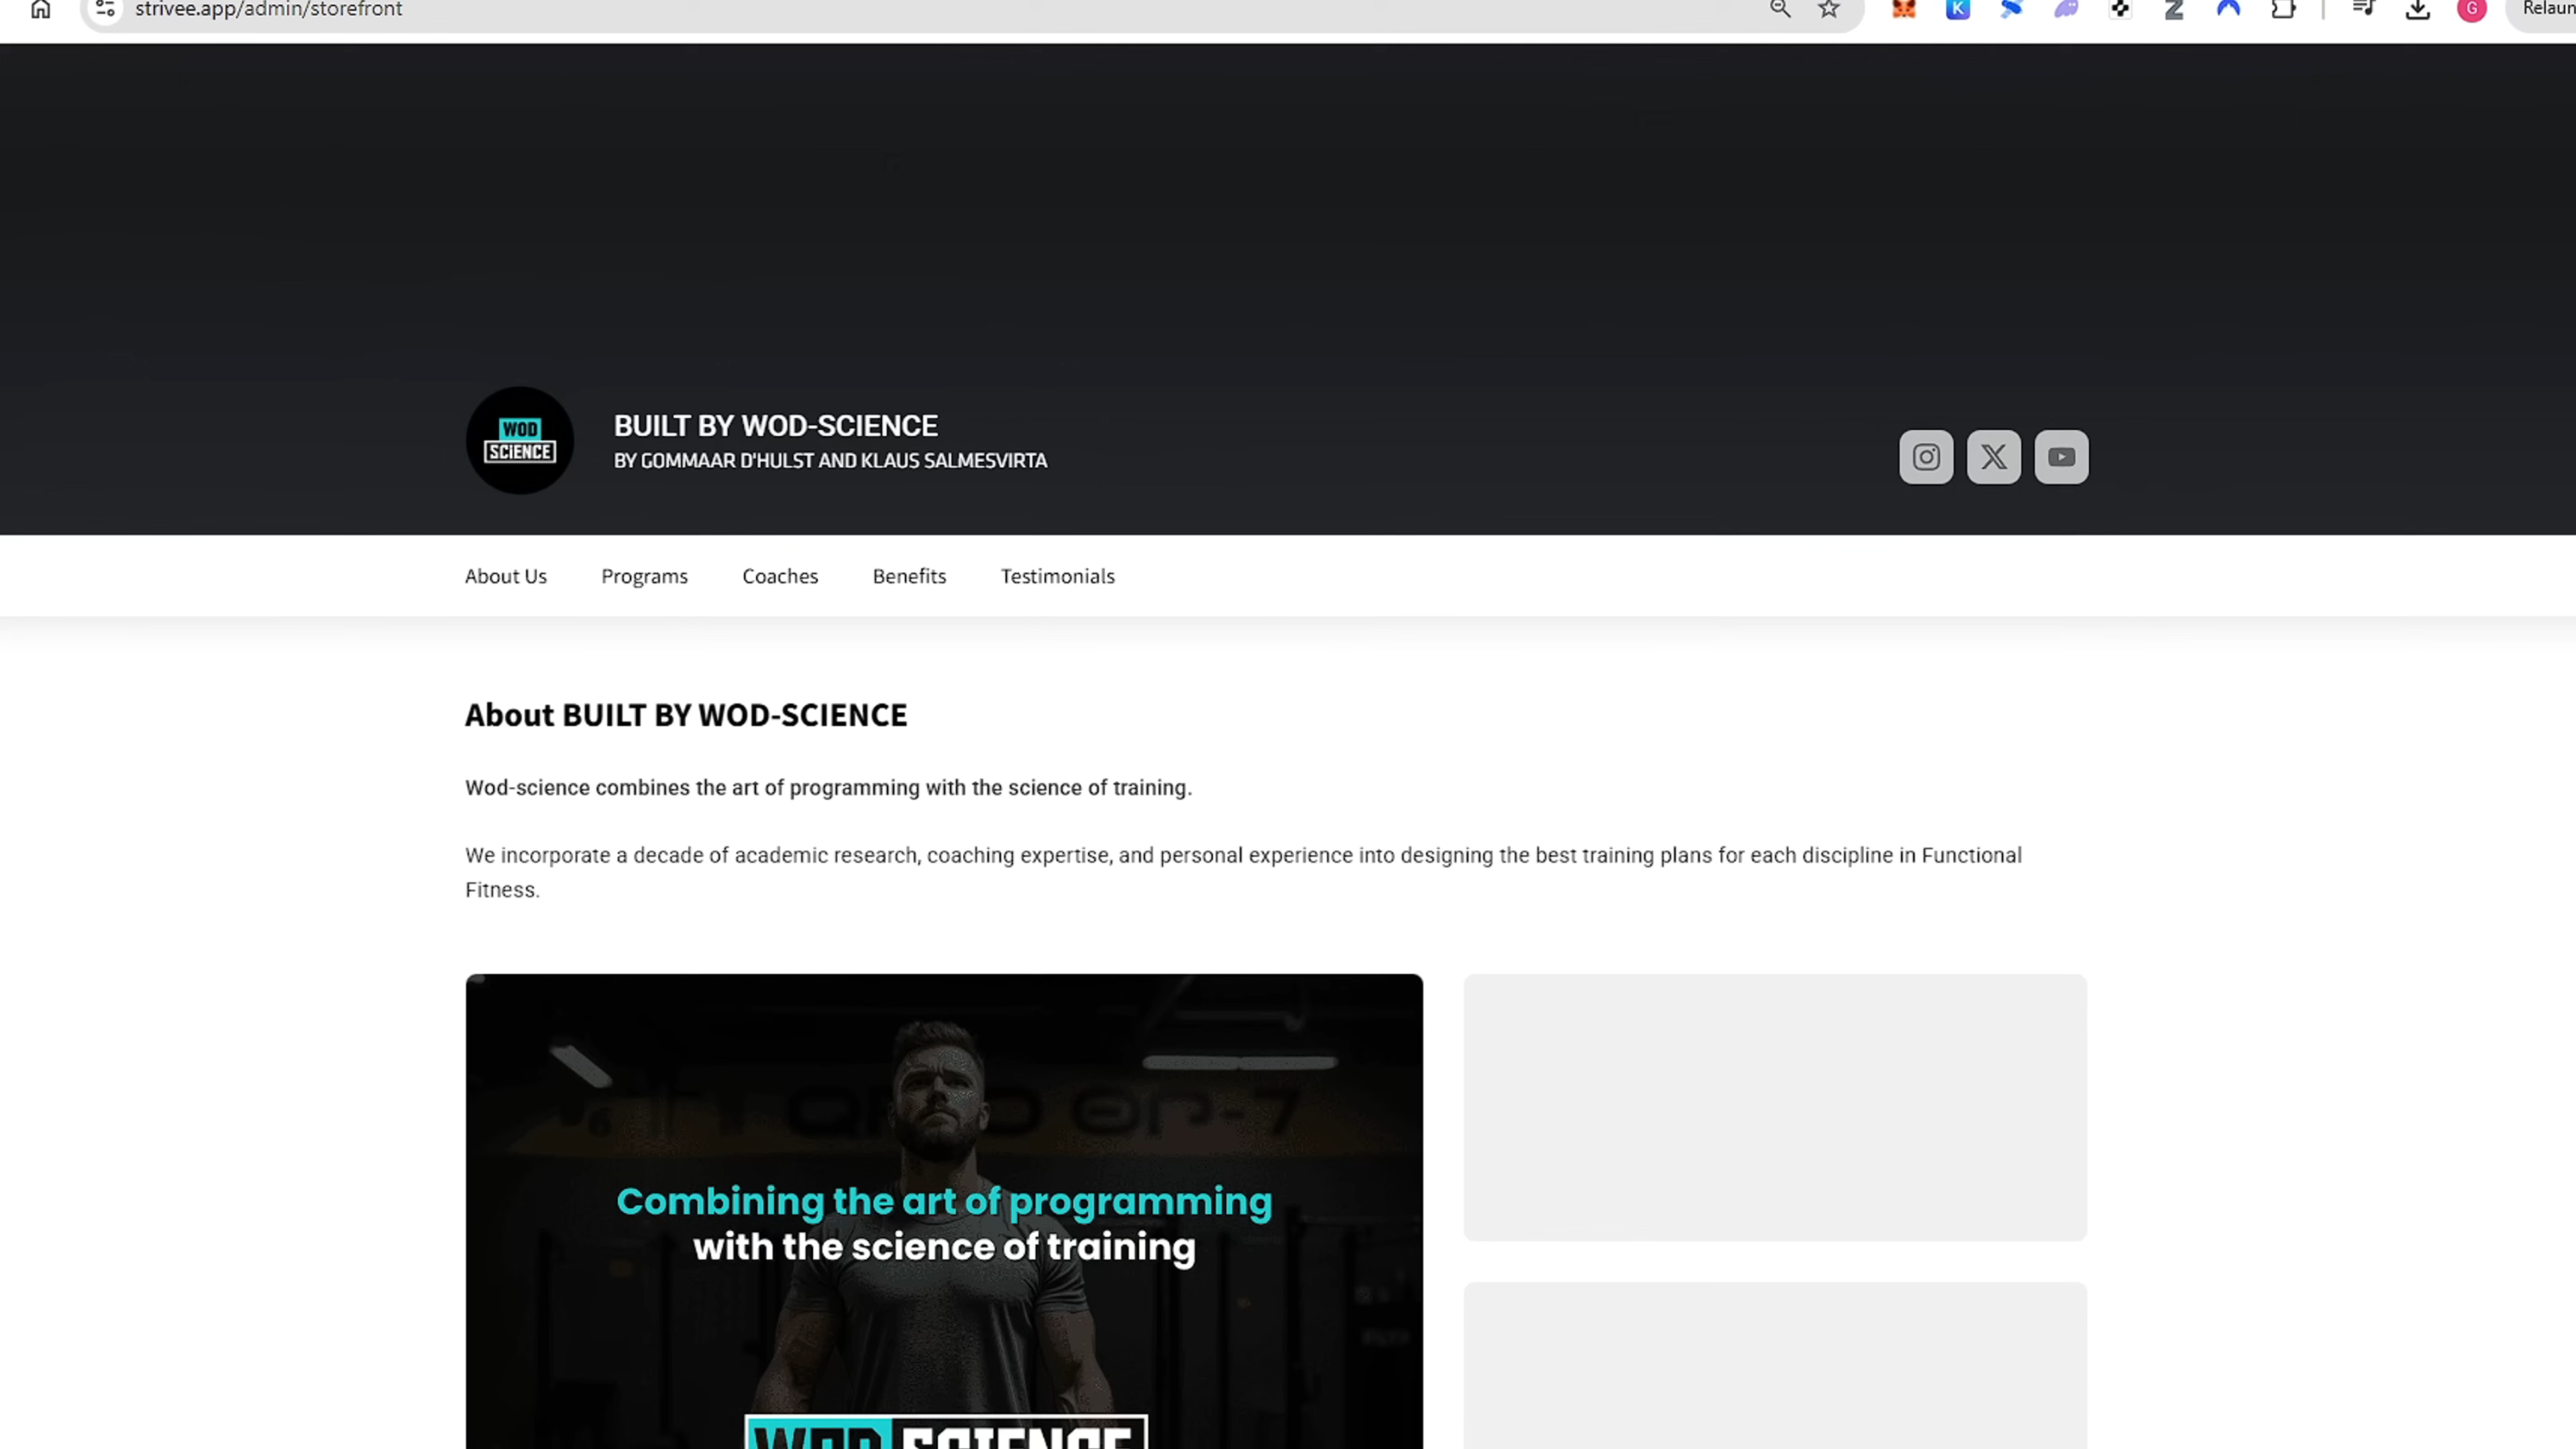 strivee.app/admin/storefront
K
Z
G
Relaun
WOD
SCIENCE
BUILT BY WOD-SCIENCE
BY GOMMAAR D'HULST AND KLAUS SALMESVIRTA
About Us Programs Coaches Benefits Testimonials
About BUILT BY WOD-SCIENCE
Wod-science combines the art of programming with the science of training.
We incorporate a decade of academic research, coaching expertise, and personal experience into designing the best training plans for each discipline in Functional
Fitness.
Combining the art of programming
with the science of training
WOD SCIENCE